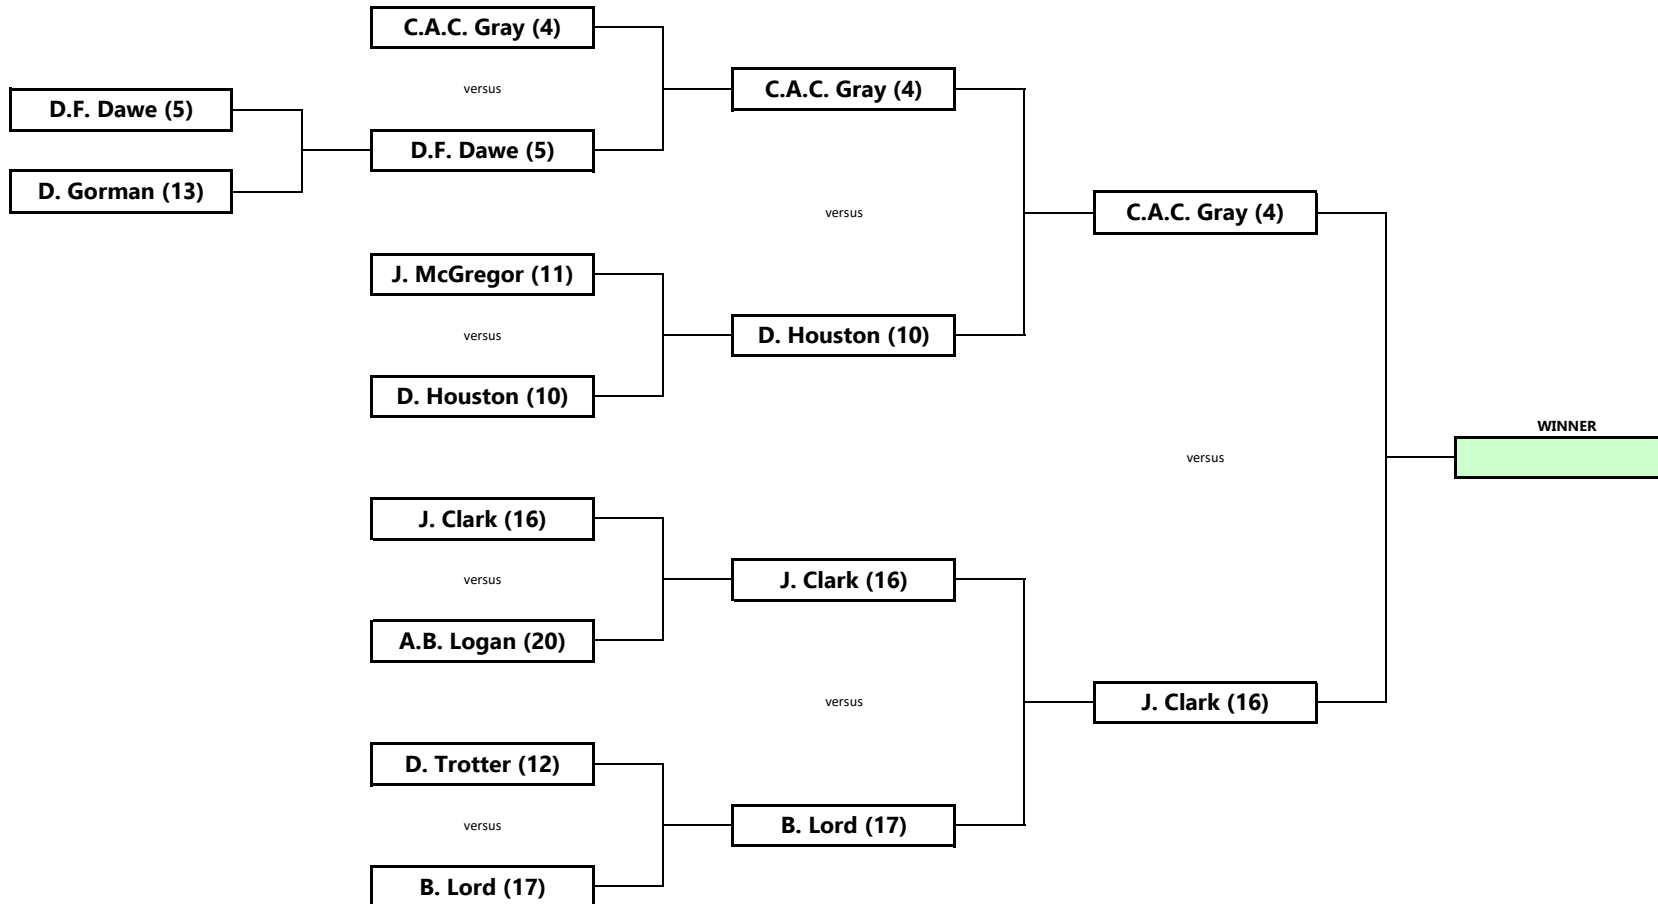 C.A.C. Gray (4)
versus
C.A.C. Gray (4)
D.F. Dawe (5)
D.F. Dawe (5)
D. Gorman (13)
versus
C.A.C. Gray (4)
J. McGregor (11)
versus
D. Houston (10)
D. Houston (10)
WINNER
versus
J. Clark (16)
versus
J. Clark (16)
A.B. Logan (20)
versus
J. Clark (16)
D. Trotter (12)
versus
B. Lord (17)
B. Lord (17)